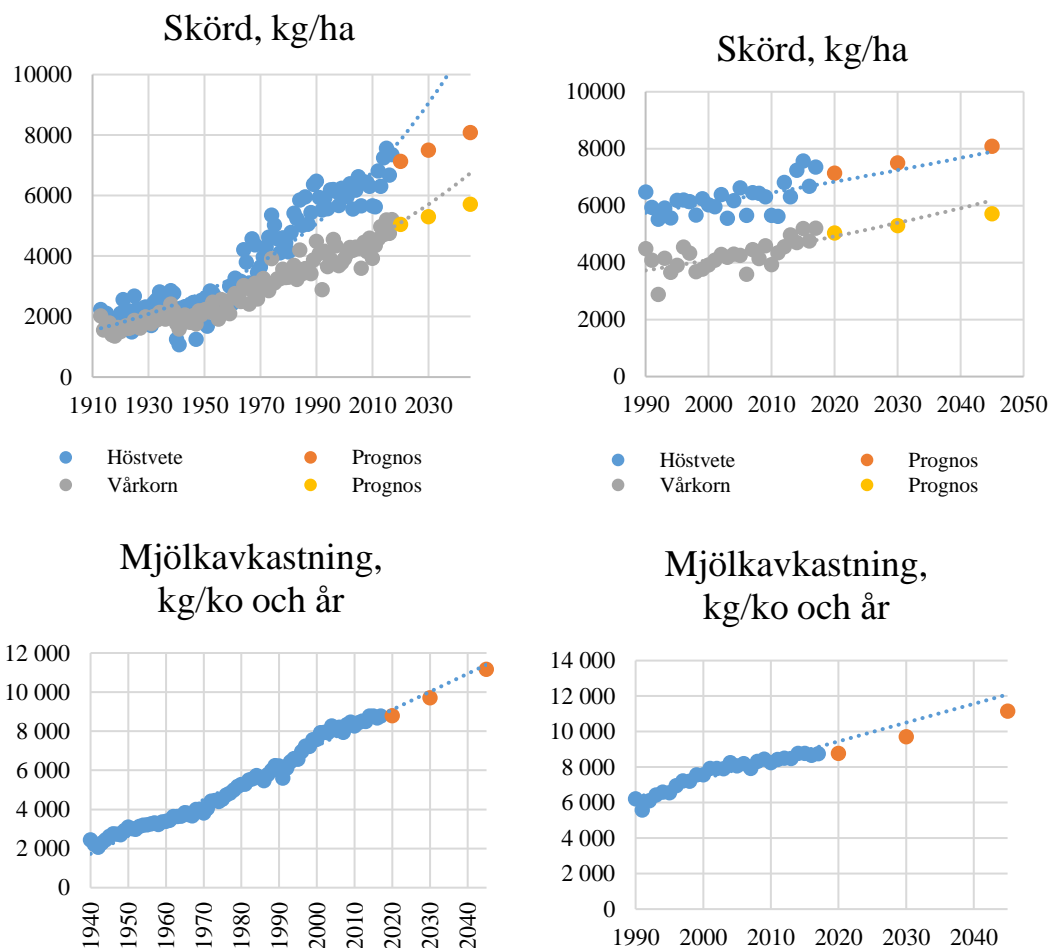 Skörd, kg/ha
10000
8000
6000
4000
2000
0
1910 1930 1950 1970 1990 2010 2030
Höstvete Prognos
Vårkorn Prognos
Skörd, kg/ha
10000
8000
6000
4000
2000
0
1990 2000 2010 2020 2030 2040 2050
Höstvete Prognos
Vårkorn Prognos
Mjölkavkastning,
kg/ko och år
12 000
10 000
8 000
6 000
4 000
2 000
0
1940 1950 1960 1970 1980 1990 2000 2010 2020 2030 2040
Mjölkavkastning,
kg/ko och år
14 000
12 000
10 000
8 000
6 000
4 000
2 000
0
1990 2000 2010 2020 2030 2040